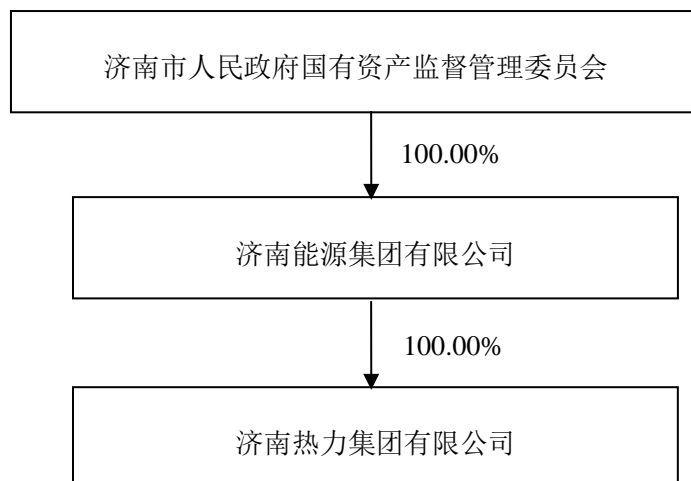 济南市人民政府国有资产监督管理委员会
100.00%
济南能源集团有限公司
100.00%
济南热力集团有限公司